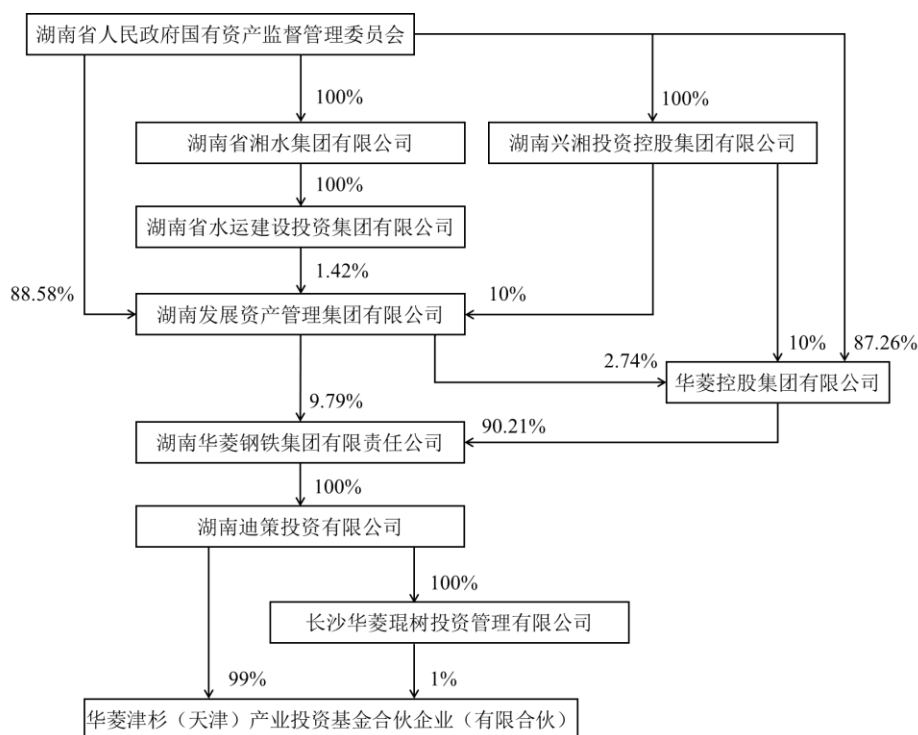 湖南省人民政府国有资产监督管理委员会
100%
100%
湖南省湘水集团有限公司
湖南兴湘投资控股集团有限公司
100%
湖南省水运建设投资集团有限公司
1.42%
88.58%
10%
湖南发展资产管理集团有限公司
10%
87.26%
2.74%
华菱控股集团有限公司
9.79%
90.21%
湖南华菱钢铁集团有限责任公司
100%
湖南迪策投资有限公司
100%
长沙华菱琨树投资管理有限公司
99%
1%
华菱津杉（天津）产业投资基金合伙企业（有限合伙）